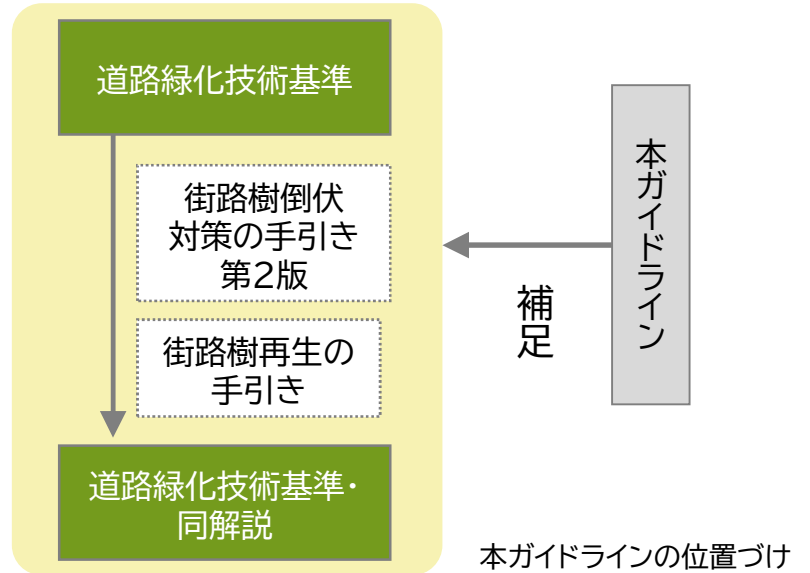 道路緑化技術基準
街路樹倒伏
対策の手引き
第2版
街路樹再生の
手引き
道路緑化技術基準・
同解説
補足
本ガイドライン
本ガイドラインの位置づけ